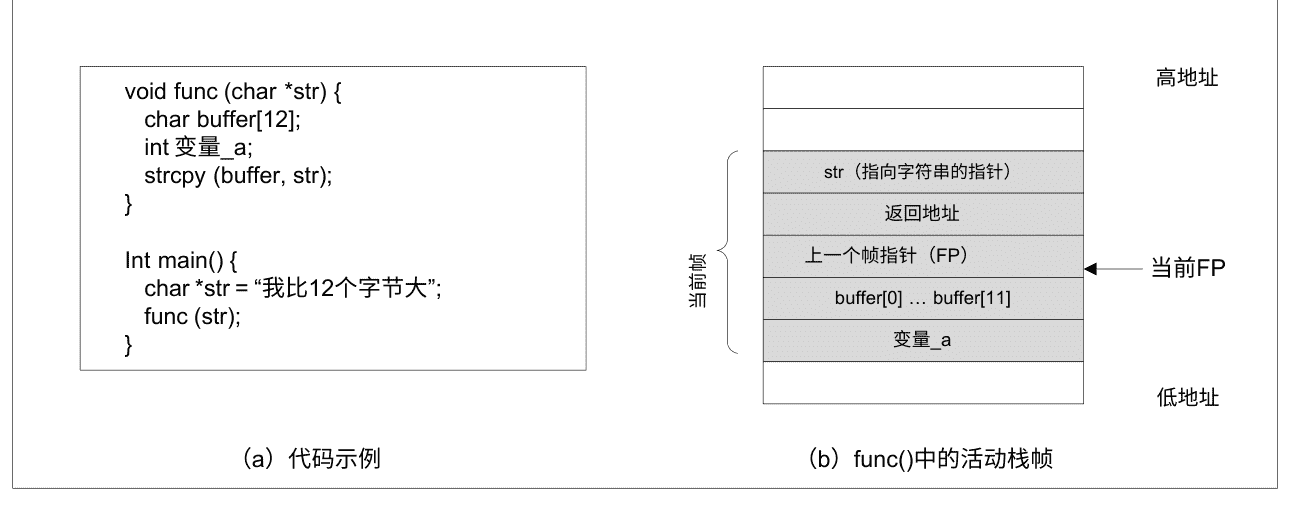 void func (char *str) {
char buffer[12];
int 变量_a;
strcpy (buffer, str);
}
Int main() {
char *str = “我比12个字节大”;
func (str);
}
（a）代码示例
高地址
str（指向字符串的指针）
返回地址
上一个帧指针（FP）
当前FP
buffer[0] … buffer[11]
变量_a
当前帧
低地址
（b）func()中的活动栈帧